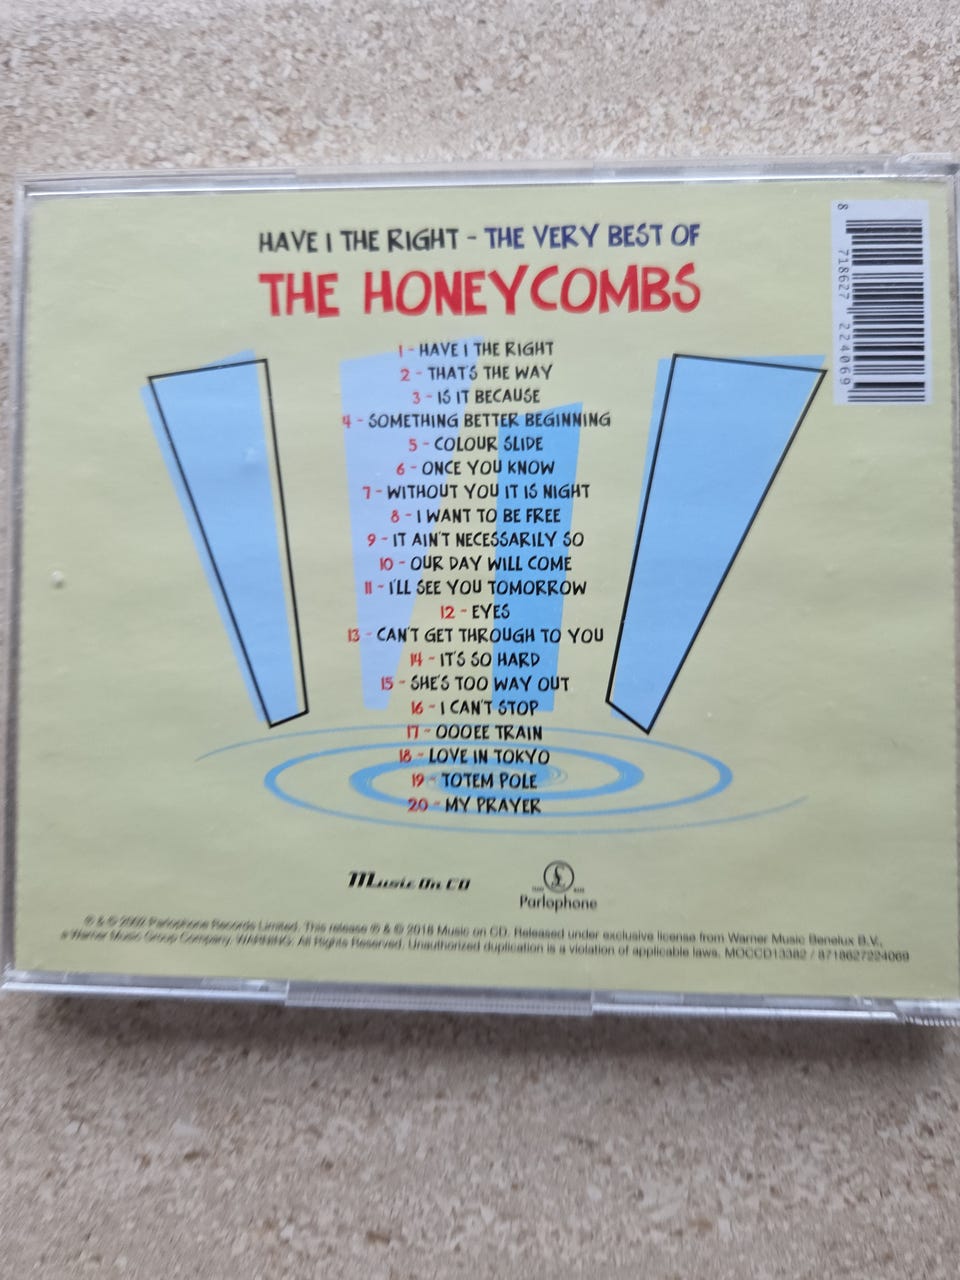 HAVE I THE RIGHT - THE VERY BEST OF
THE HONEYCOMBS
1 - HAVE I THE RIGHT
2 - THAT'S THE WAY
3 - IS IT BECAUSE
4 - SOMETHING BETTER BEGINNING
5 - COLOUR SLIDE
6 - ONCE YOU KNOW
7 - WITHOUT YOU IT IS NIGHT
8 - I WANT TO BE FREE
9 - IT AIN'T NECESSARILY SO
10 - OUR DAY WILL COME
11 - I'LL SEE YOU TOMORROW
12 - EYES
13 - CAN'T GET THROUGH TO YOU
14 - IT'S SO HARD
15 - SHE'S TOO WAY OUT
16 - I CAN'T STOP
17 - OOOEE TRAIN
18 - LOVE IN TOKYO
19 - TOTEM POLE
20 - MY PRAYER
8 718627 224069
Music On CD
£
Parlophone
℗ & © 2002 Parlophone Records Limited. This release ℗ & © 2018 Music on CD. Released under exclusive license from Warner Music Benelux B.V.,
a Warner Music Group Company. WARNING: All Rights Reserved. Unauthorized duplication is a violation of applicable laws. MOCCD13382 / 8718627224069